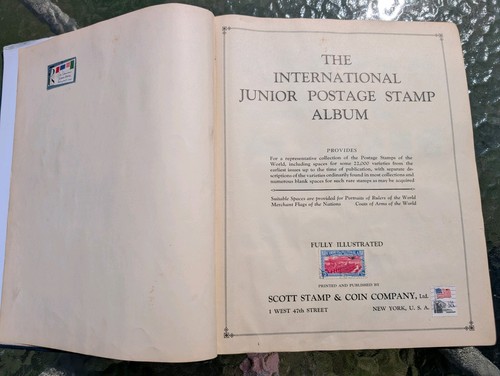 THE
INTERNATIONAL
JUNIOR POSTAGE STAMP
ALBUM
PROVIDES
For a representative collection of the Postage Stamps of the
World, including spaces for some 22,000 varieties from the
earliest issues up to the time of publication, with separate de-
scriptions of the varieties ordinarily found in most collections and
numerous blank spaces for such rare stamps as may be acquired
Suitable Spaces are provided for Portraits of Rulers of the World
Merchant Flags of the Nations Coats of Arms of the World
FULLY ILLUSTRATED
PRINTED AND PUBLISHED BY
SCOTT STAMP & COIN COMPANY, Ltd.
1 WEST 47th STREET NEW YORK, U. S. A.